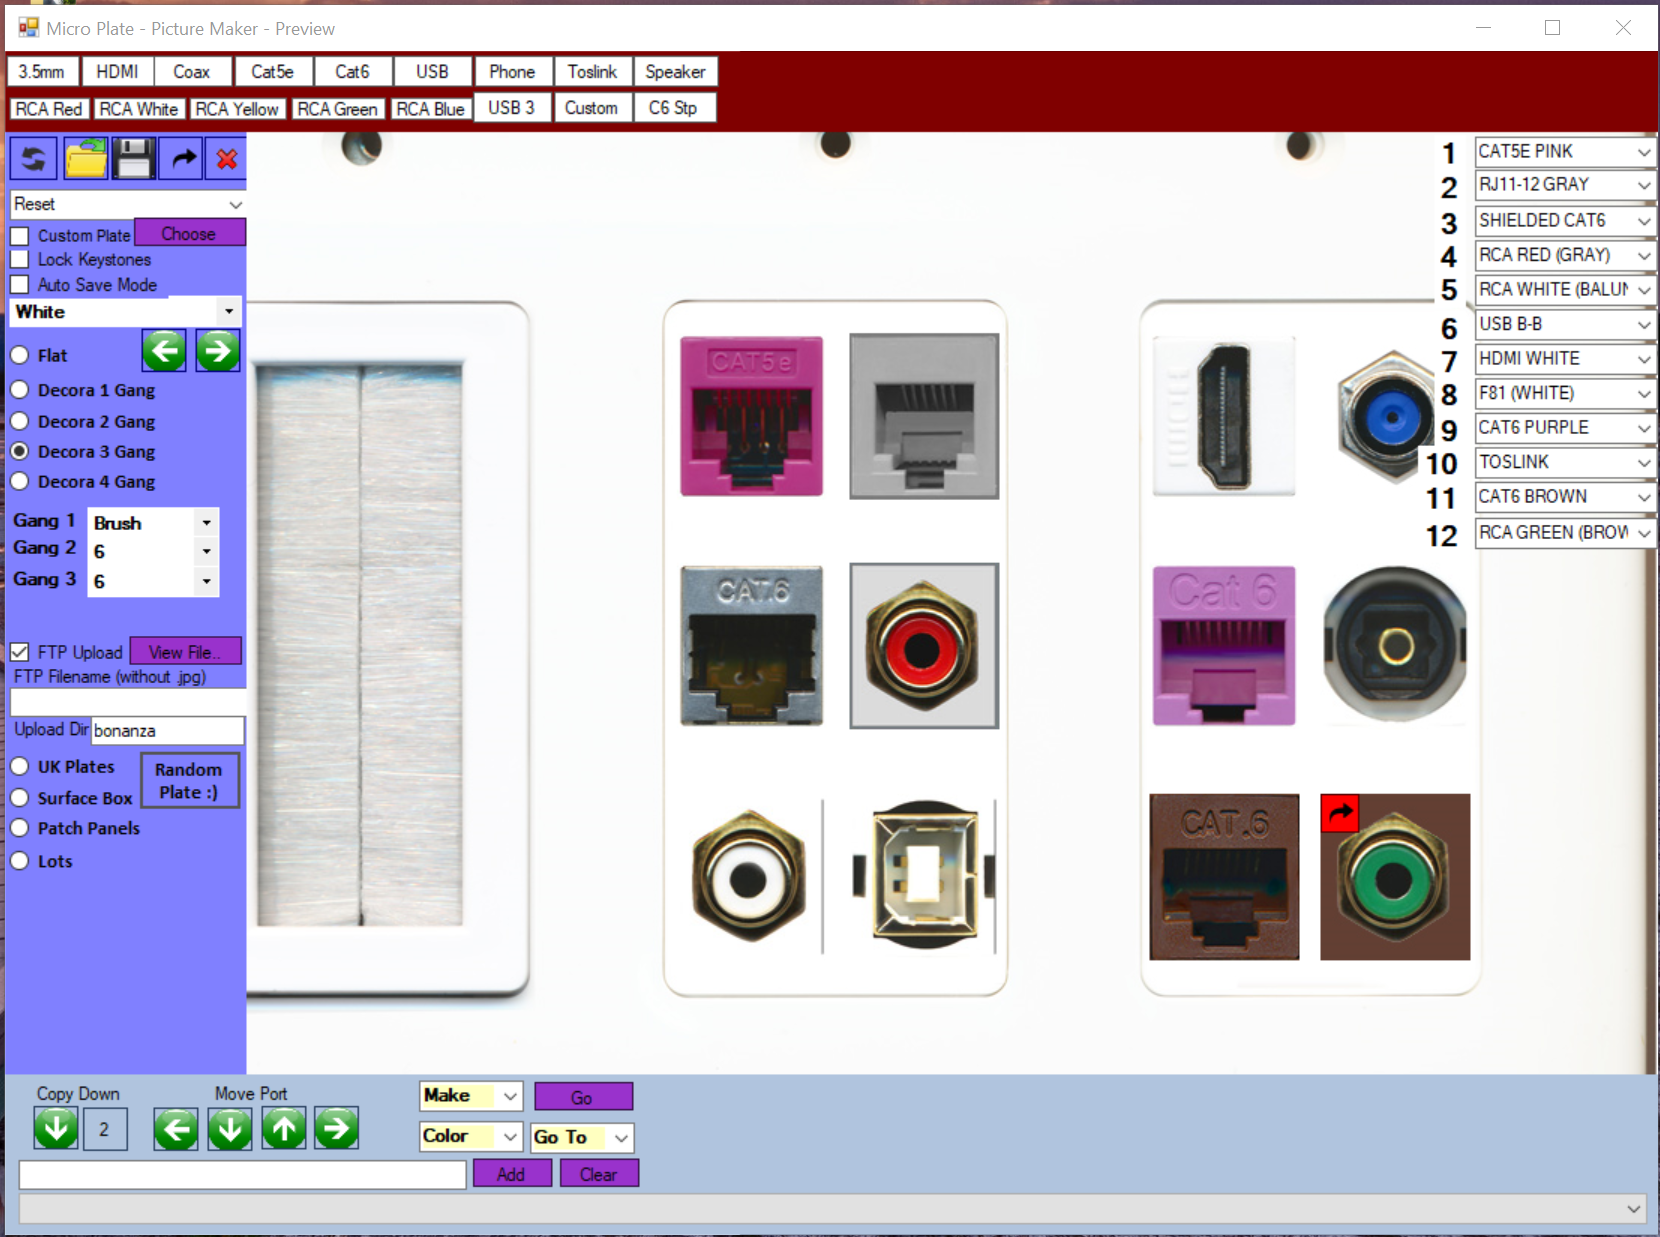 Micro Plate - Picture Maker - Preview
3.5mm HDMI Coax Cat5e Cat6 USB Phone Toslink Speaker
RCA Red RCA White RCA Yellow RCA Green RCA Blue USB 3 Custom C6 Stp
Reset
Custom Plate Choose
Lock Keystones
Auto Save Mode
White
Flat
Decora 1 Gang
Decora 2 Gang
Decora 3 Gang
Decora 4 Gang
Gang 1 Brush
Gang 2 6
Gang 3 6
FTP Upload View File..
FTP Filename (without .jpg)
Upload Dir bonanza
UK Plates
Random
Plate :)
Surface Box
Patch Panels
Lots
CAT5e
CAT.6
Cat 6
CAT.6
1 CAT5E PINK
2 RJ11-12 GRAY
3 SHIELDED CAT6
4 RCA RED (GRAY)
5 RCA WHITE (BALUN
6 USB B-B
7 HDMI WHITE
8 F81 (WHITE)
9 CAT6 PURPLE
10 TOSLINK
11 CAT6 BROWN
12 RCA GREEN (BROW
Copy Down Move Port
2
Make Go
Color Go To
Add Clear